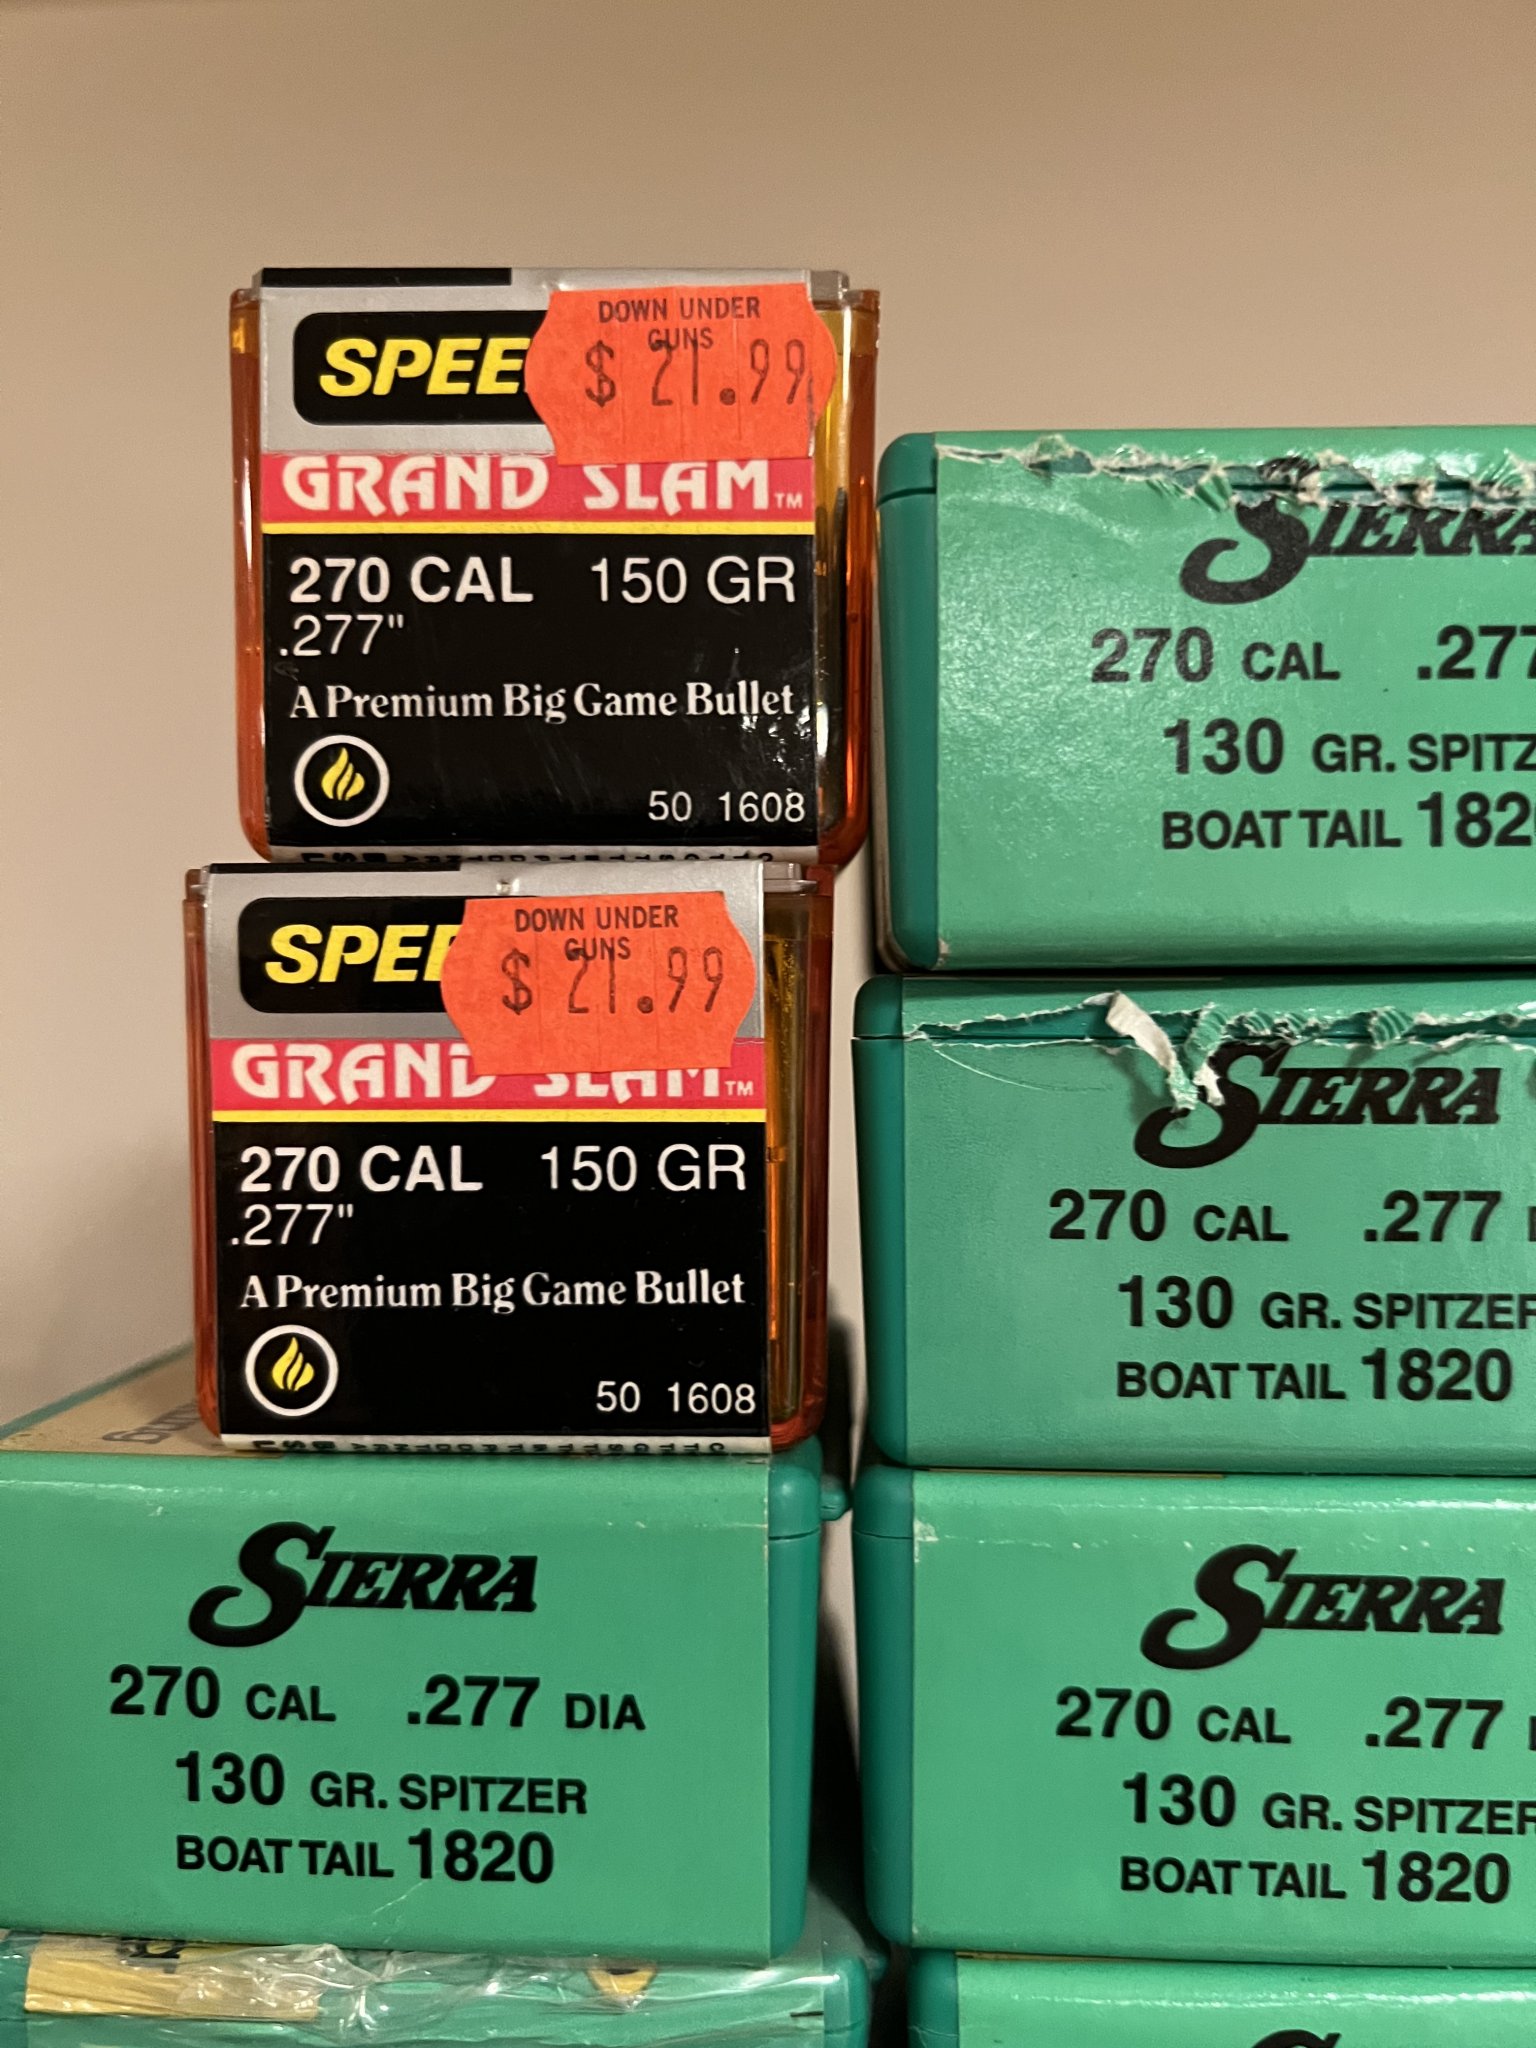 DOWN UNDER
GUNS
$ 21.99
SPEE
GRAND SLAM™
270 CAL 150 GR
.277"
A Premium Big Game Bullet
50 1608
DOWN UNDER
GUNS
$ 21.99
SPEE
GRAND SLAM™
270 CAL 150 GR
.277"
A Premium Big Game Bullet
50 1608
SIERRA
270 CAL .277 DIA
130 GR. SPITZER
BOAT TAIL 1820
SIERRA
270 CAL .277
130 GR. SPITZ
BOAT TAIL 182
SIERRA
270 CAL .277
130 GR. SPITZER
BOAT TAIL 1820
SIERRA
270 CAL .277
130 GR. SPITZER
BOAT TAIL 1820